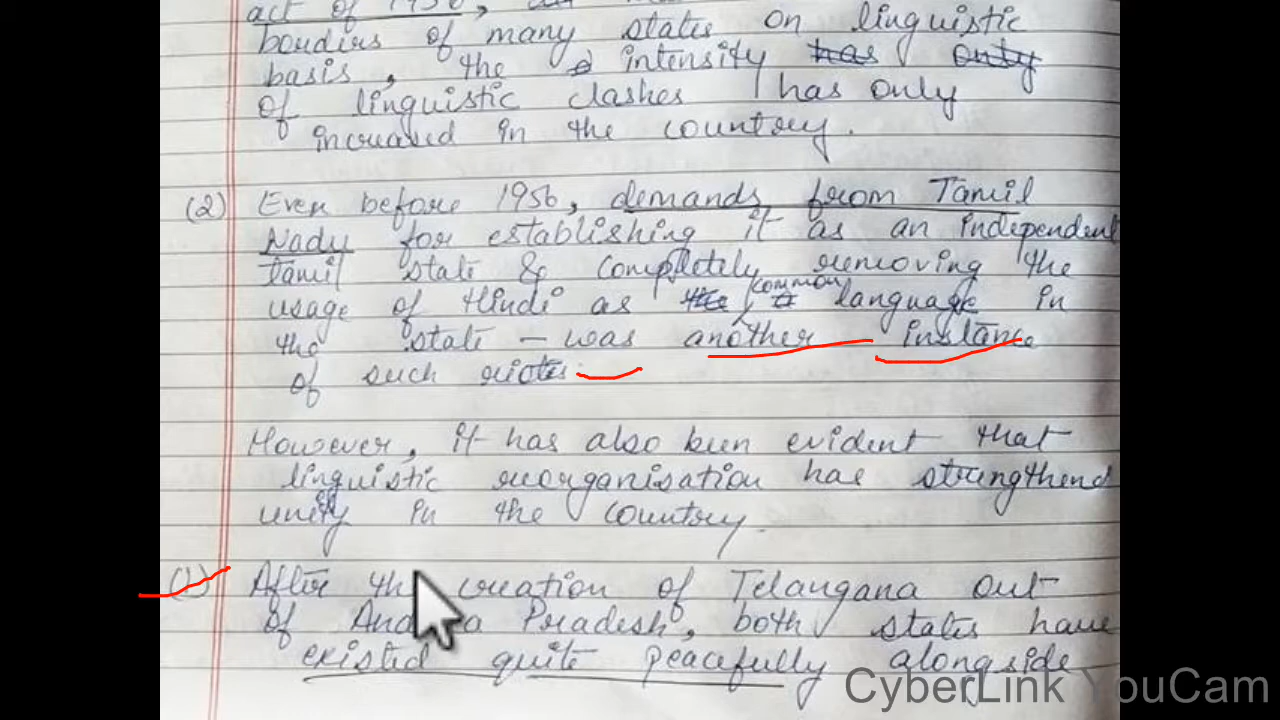 act of 1956,
borders of many states on linguistic
basis, the intensity has only
of linguistic clashes has only
increased in the country.
(2) Even before 1956, demands from Tamil
Nadu for establishing it as an independent
Tamil state & completely removing the
usage of Hindi as the common language in
the state - was another instance
of such riots.
However, it has also been evident that
linguistic reorganisation has strengthend
unity in the country.
(1) After the creation of Telangana out
of Andhra Pradesh, both states have
existed quite peacefully alongside
CyberLink YouCam